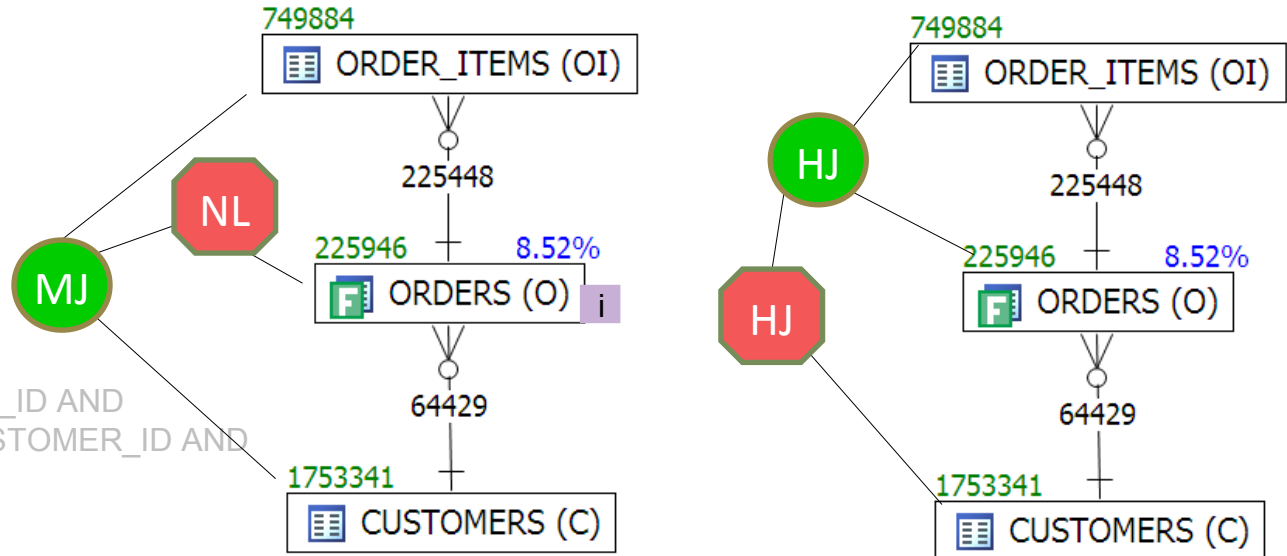 749884
ORDER_ITEMS (OI)
NL
225448
225946 8.52%
MJ
F ORDERS (O) i
_ID AND
64429
STOMER_ID AND
1753341
CUSTOMERS (C)
749884
ORDER_ITEMS (OI)
HJ
225448
225946 8.52%
F ORDERS (O)
HJ
64429
1753341
CUSTOMERS (C)